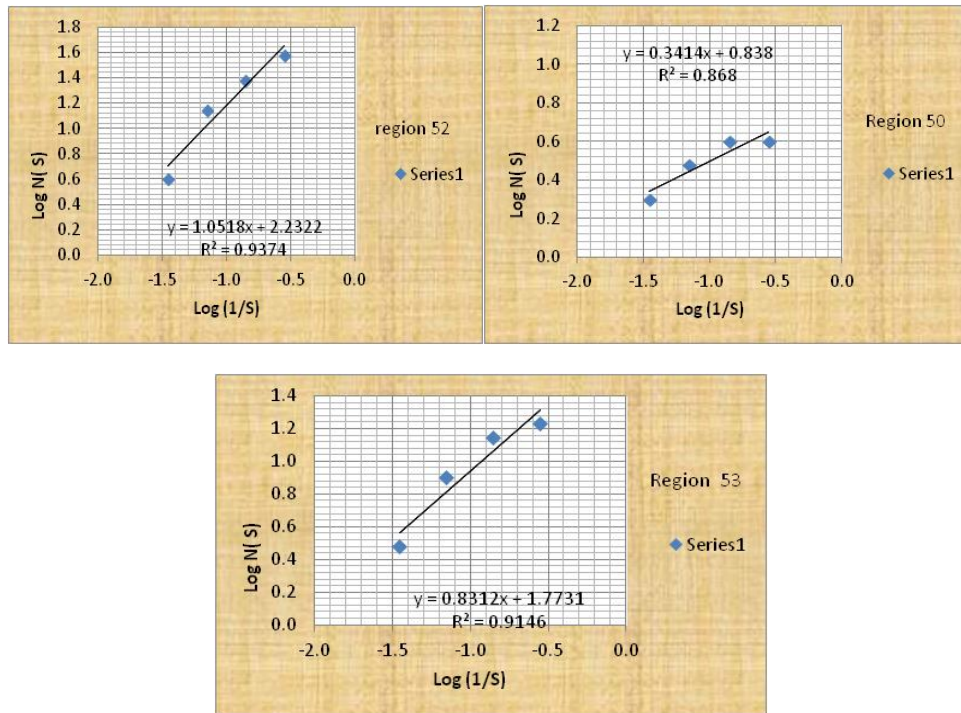 1.8
1.6
1.4
1.2
1.0
0.8
0.6
0.4
0.2
0.0
Log N( S)
y = 1.0518x + 2.2322
R² = 0.9374
-2.0 -1.5 -1.0 -0.5 0.0
Log (1/S)
region 52
Series1
1.2
1.0
0.8
0.6
0.4
0.2
0.0
Log N( S)
y = 0.3414x + 0.838
R² = 0.868
-2.0 -1.5 -1.0 -0.5 0.0
Log (1/S)
Region 50
Series1
1.4
1.2
1.0
0.8
0.6
0.4
0.2
0.0
Log N( S)
y = 0.8312x + 1.7731
R² = 0.9146
-2.0 -1.5 -1.0 -0.5 0.0
Log (1/S)
Region 53
Series1